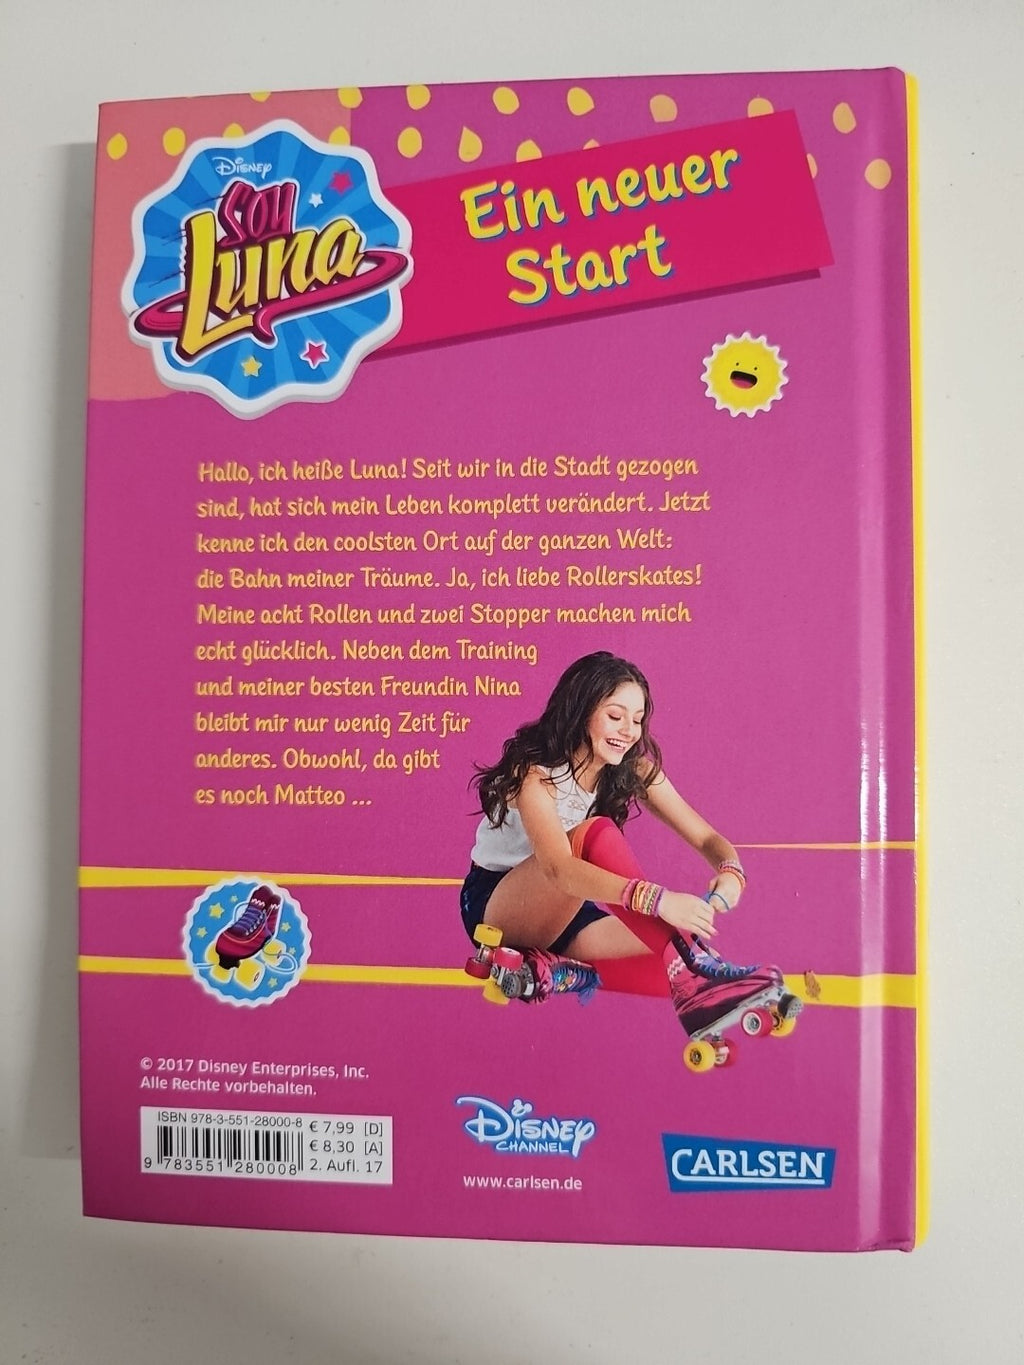 Disney
SOY
Luna
Ein neuer
Start
Hallo, ich heiße Luna! Seit wir in die Stadt gezogen
sind, hat sich mein Leben komplett verändert. Jetzt
kenne ich den coolsten Ort auf der ganzen Welt:
die Bahn meiner Träume. Ja, ich liebe Rollerskates!
Meine acht Rollen und zwei Stopper machen mich
echt glücklich. Neben dem Training
und meiner besten Freundin Nina
bleibt mir nur wenig Zeit für
anderes. Obwohl, da gibt
es noch Matteo ...
© 2017 Disney Enterprises, Inc.
Alle Rechte vorbehalten.
ISBN 978-3-551-28000-8
€ 7,99 [D]
€ 8,30 [A]
2. Aufl. 17
9 783551 280008
Disney
CHANNEL
www.carlsen.de
CARLSEN